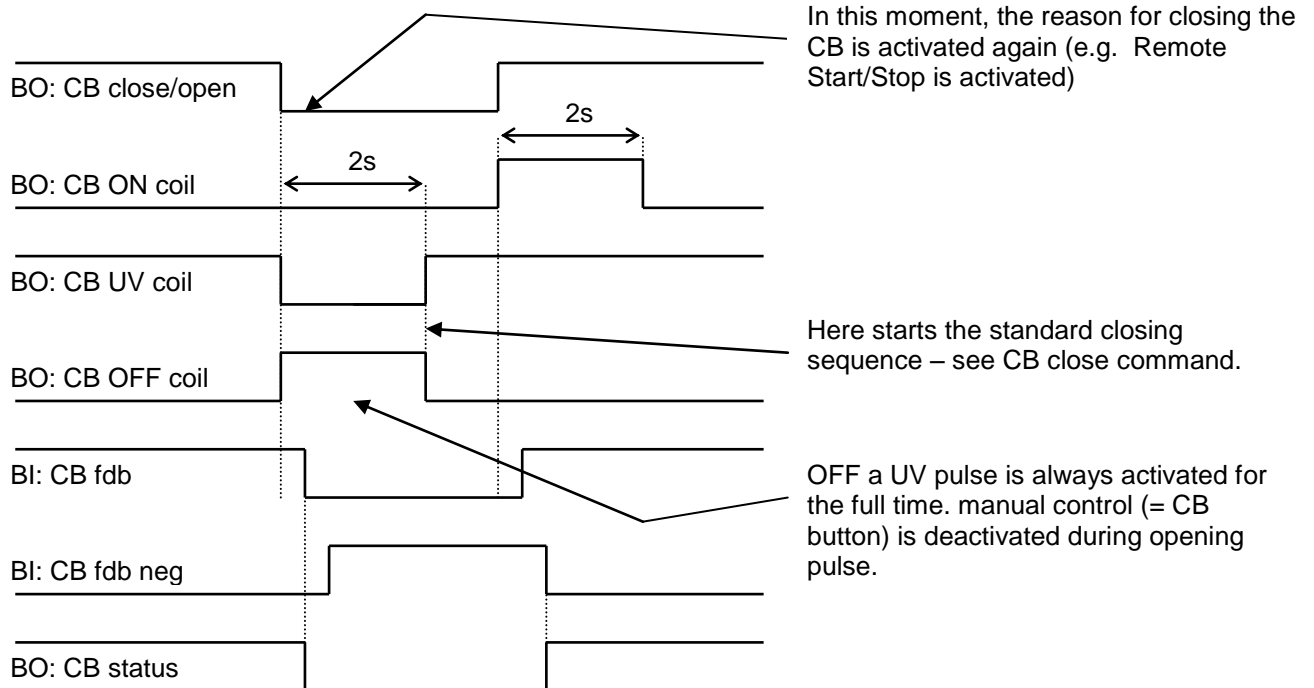 In this moment, the reason for closing the
CB is activated again (e.g. Remote
Start/Stop is activated)
BO: CB close/open
2s
2s
BO: CB ON coil
BO: CB UV coil
Here starts the standard closing
sequence – see CB close command.
BO: CB OFF coil
BI: CB fdb
OFF a UV pulse is always activated for
the full time. manual control (= CB
button) is deactivated during opening
pulse.
BI: CB fdb neg
BO: CB status